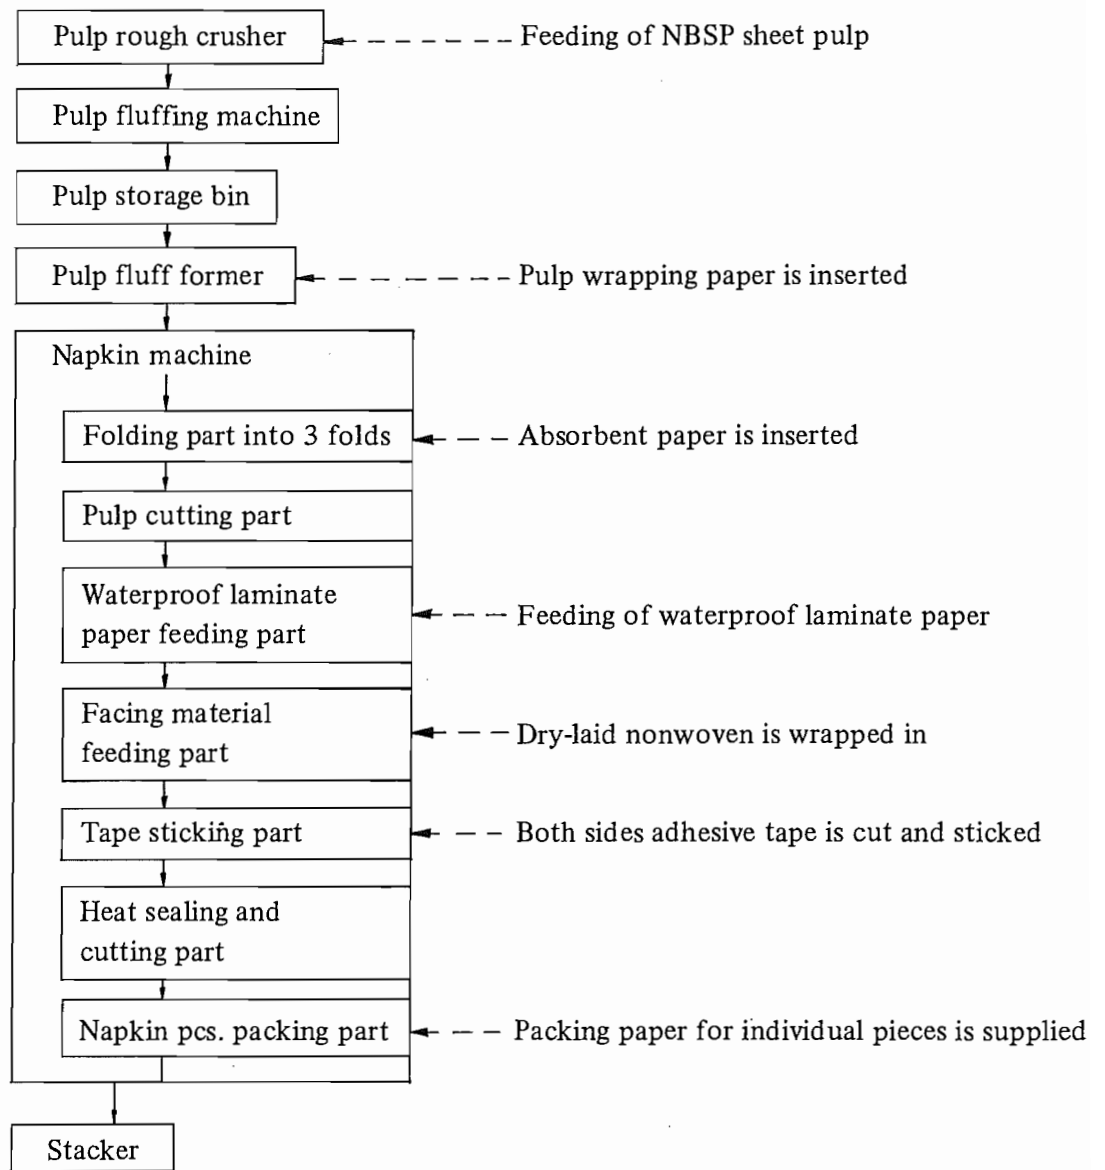 Pulp rough crusher
Feeding of NBSP sheet pulp
Pulp fluffing machine
Pulp storage bin
Pulp fluff former
Pulp wrapping paper is inserted
Napkin machine
Folding part into 3 folds
Absorbent paper is inserted
Pulp cutting part
Waterproof laminate
paper feeding part
Feeding of waterproof laminate paper
Facing material
feeding part
Dry-laid nonwoven is wrapped in
Tape sticking part
Both sides adhesive tape is cut and sticked
Heat sealing and
cutting part
Napkin pcs. packing part
Packing paper for individual pieces is supplied
Stacker